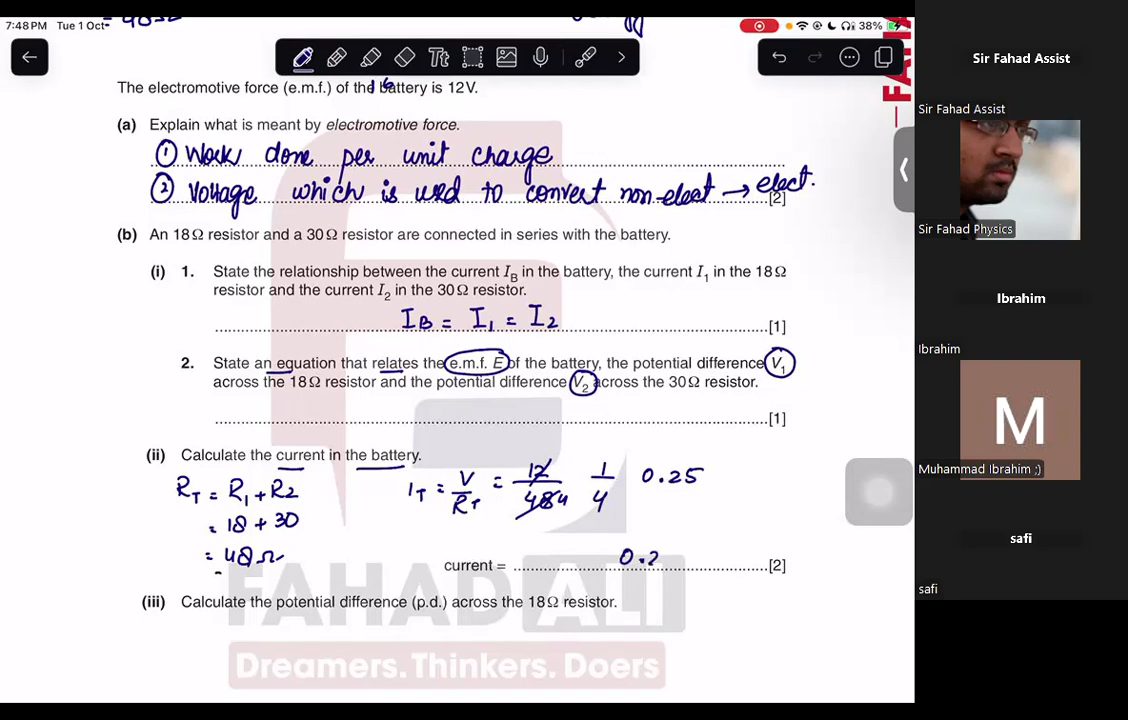 = 48Ω
7:48 PM Tue 1 Oct
38%
Tt
The electromotive force (e.m.f.) of the battery is 12V.
16
(a) Explain what is meant by electromotive force.
① Work done per unit charge
② Voltage which is used to convert non-elect → elect.
[2]
(b) An 18Ω resistor and a 30Ω resistor are connected in series with the battery.
(i) 1. State the relationship between the current I_B in the battery, the current I_1 in the 18Ω
resistor and the current I_2 in the 30Ω resistor.
I_B = I_1 = I_2
[1]
2. State an equation that relates the e.m.f. E of the battery, the potential difference V_1
across the 18Ω resistor and the potential difference V_2 across the 30Ω resistor.
[1]
(ii) Calculate the current in the battery.
R_T = R_1 + R_2
= 18 + 30
= 48Ω
I_T = V/R_T = 12/48 4 1/4 0.25
current = 0.2 [2]
(iii) Calculate the potential difference (p.d.) across the 18Ω resistor.
FAHAD ALI
Dreamers.Thinkers.Doers
Sir Fahad Assist
Sir Fahad Assist
Sir Fahad Physics
Ibrahim
Ibrahim
M
Muhammad Ibrahim ;)
safi
safi